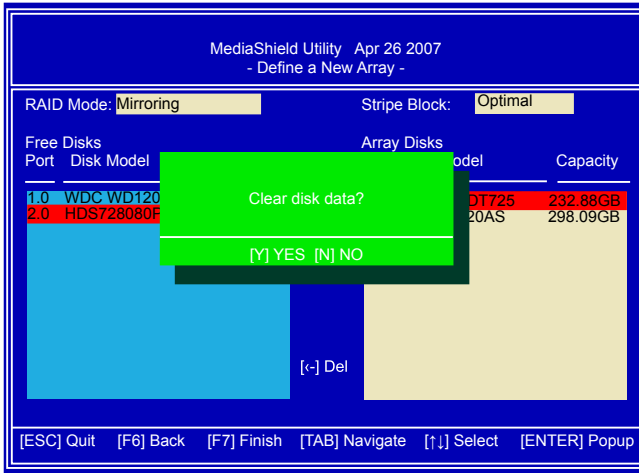 MediaShield Utility Apr 26 2007
- Define a New Array -
RAID Mode: Mirroring Stripe Block: Optimal
Free Disks Array Disks
Port Disk Model odel Capacity
1.0 WDC WD120 DT725 232.88GB
2.0 HDS728080P 20AS 298.09GB
Clear disk data?
[Y] YES [N] NO
[‹-] Del
[ESC] Quit [F6] Back [F7] Finish [TAB] Navigate [↑↓] Select [ENTER] Popup